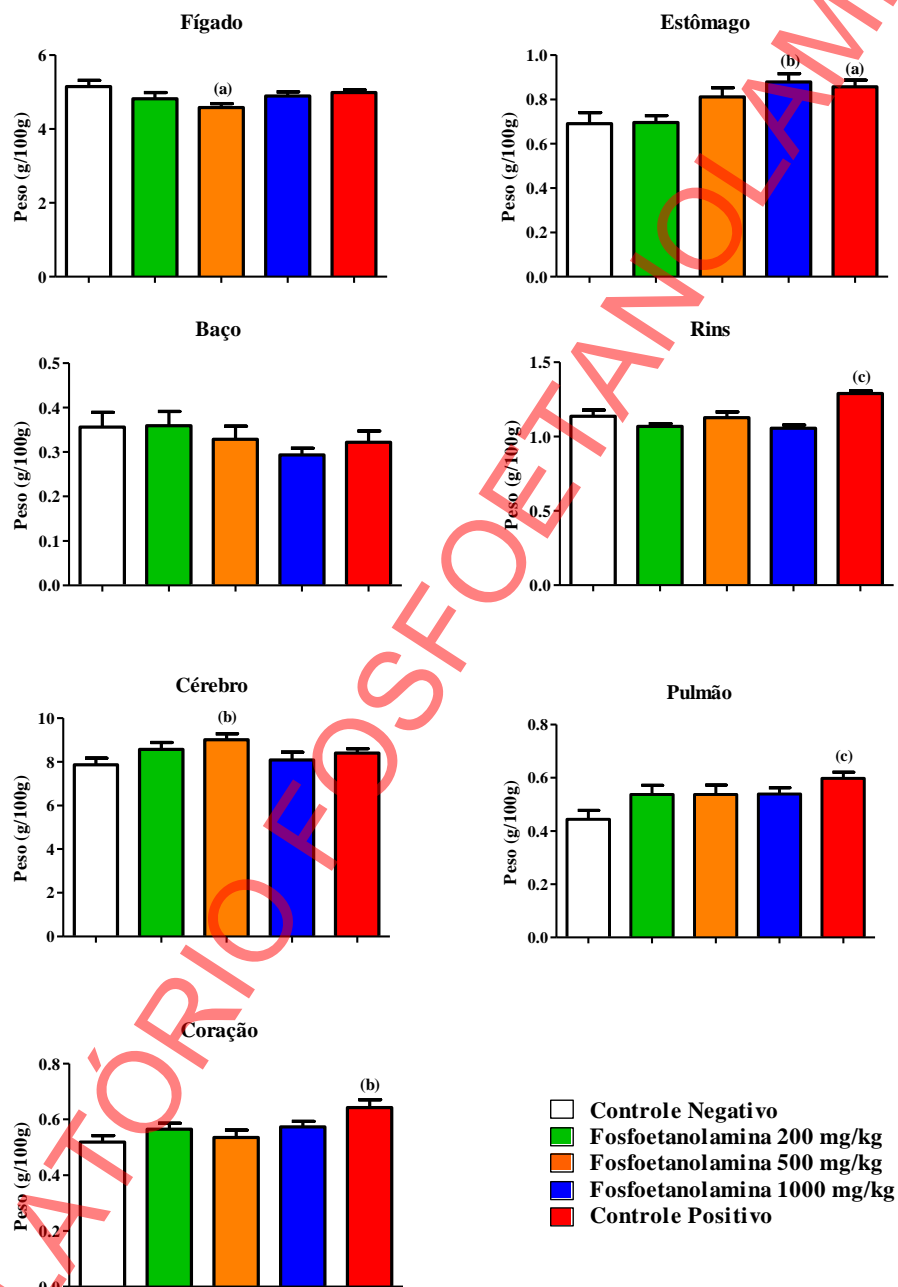 Fígado
6
4
2
0
Peso (g/100g)
(a)
Estômago
1.0
0.8
0.6
0.4
0.2
0.0
Peso (g/100g)
(b)
(a)
Baço
0.5
0.4
0.3
0.2
0.1
0.0
Peso (g/100g)
Rins
1.5
1.0
0.5
0.0
Peso (g/100g)
(c)
Cérebro
10
8
6
4
2
0
Peso (g/100g)
(b)
Pulmão
0.8
0.6
0.4
0.2
0.0
Peso (g/100g)
(c)
Coração
0.8
0.6
0.4
0.2
0.0
Peso (g/100g)
(b)
Controle Negativo
Fosfoetanolamina 200 mg/kg
Fosfoetanolamina 500 mg/kg
Fosfoetanolamina 1000 mg/kg
Controle Positivo
LATÓRIO FOSFOETANOLAMI